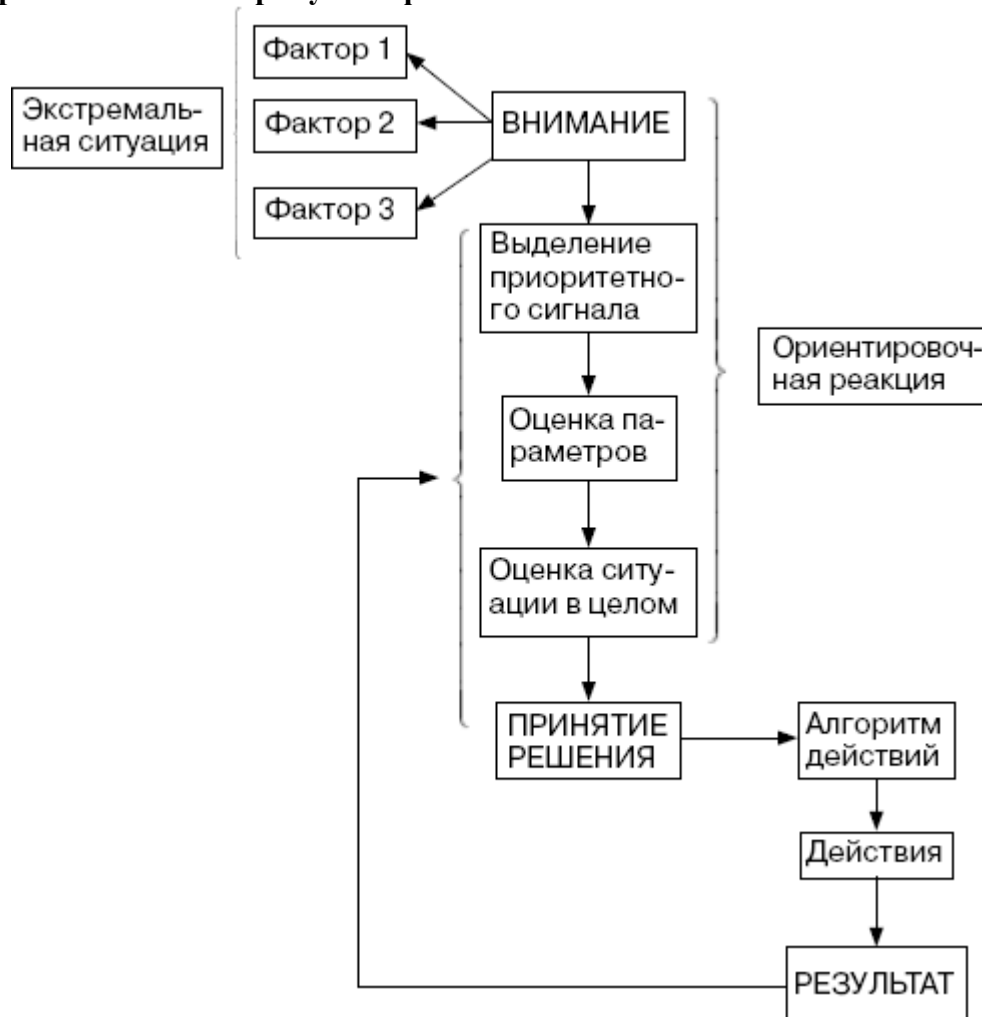 Фактор 1
Экстремаль-
ная ситуация
Фактор 2
ВНИМАНИЕ
Фактор 3
Выделение
приоритетно-
го сигнала
Ориентировоч-
ная реакция
Оценка па-
раметров
Оценка ситу-
ации в целом
ПРИНЯТИЕ
РЕШЕНИЯ
Алгоритм
действий
Действия
РЕЗУЛЬТАТ